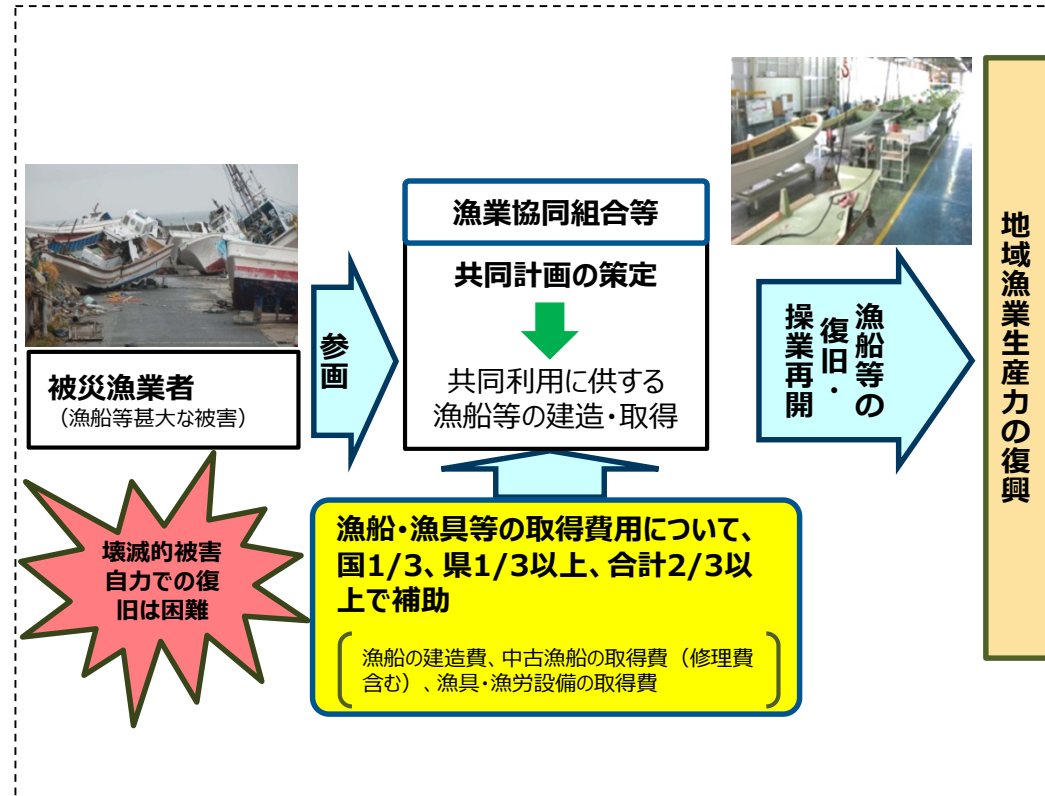 被災漁業者
（漁船等甚大な被害）
壊滅的被害
自力での復
旧は困難
参画
漁業協同組合等
共同計画の策定
共同利用に供する
漁船等の建造・取得
漁船・漁具等の取得費用について、
国1/3、県1/3以上、合計2/3以
上で補助
漁船の建造費、中古漁船の取得費（修理費
含む）、漁具・漁労設備の取得費
漁船等の
復旧・
操業再開
地域漁業生産力の復興